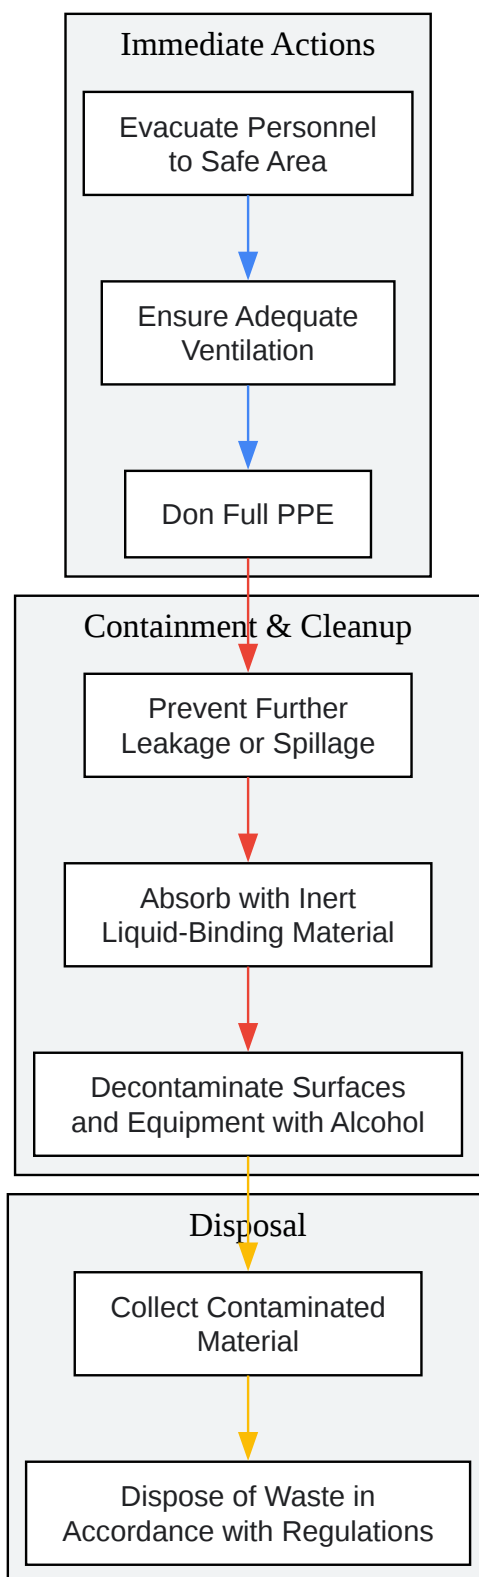 Immediate Actions
Evacuate Personnel
to Safe Area
Ensure Adequate
Ventilation
Don Full PPE
Containment & Cleanup
Prevent Further
Leakage or Spillage
Absorb with Inert
Liquid-Binding Material
Decontaminate Surfaces
and Equipment with Alcohol
Disposal
Collect Contaminated
Material
Dispose of Waste in
Accordance with Regulations